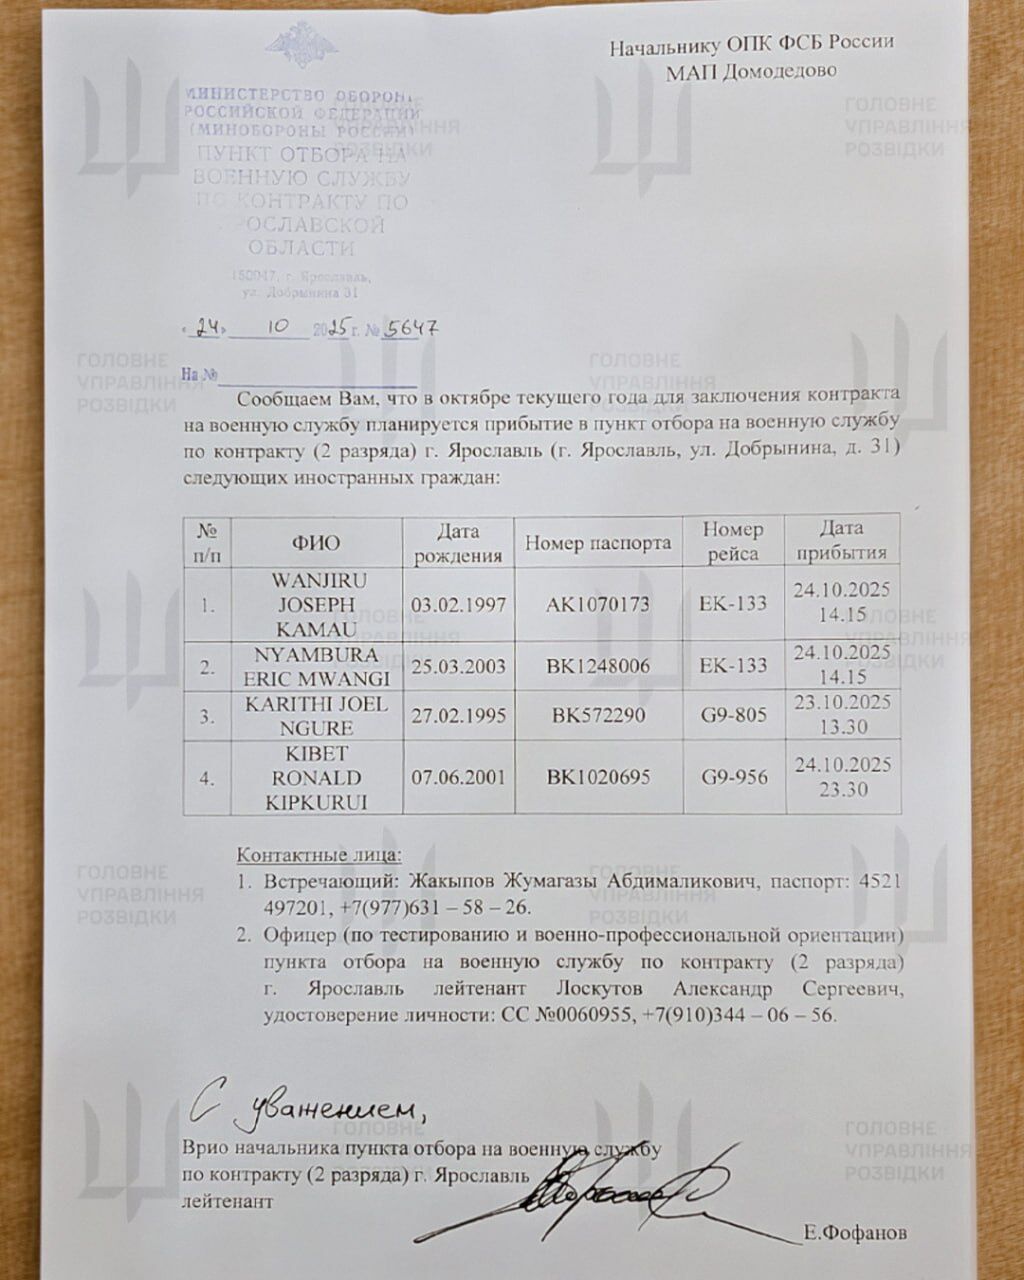 Начальнику ОПК ФСБ России
МАП Домодедово
МИНИСТЕРСТВО ОБОРОНЫ
РОССИЙСКОЙ ФЕДЕРАЦИИ
(МИНОБОРОНЫ РОССИИ)
ПУНКТ ОТБОРА НА
ВОЕННУЮ СЛУЖБУ
ПО КОНТРАКТУ ПО
ОСЛАВСКОЙ
ОБЛАСТИ
150047, г. Ярославль,
ул. Добрынина 31
«24» 10 2025 г. № 5647
На №
Сообщаем Вам, что в октябре текущего года для заключения контракта
на военную службу планируется прибытие в пункт отбора на военную службу
по контракту (2 разряда) г. Ярославль (г. Ярославль, ул. Добрынина, д. 31)
следующих иностранных граждан:
№ п/п ФИО Дата рождения Номер паспорта Номер рейса Дата прибытия
1. WANJIRU JOSEPH KAMAU 03.02.1997 AK1070173 EK-133 24.10.2025 14.15
2. NYAMBURA ERIC MWANGI 25.03.2003 BK1248006 EK-133 24.10.2025 14.15
3. KARITHI JOEL NGURE 27.02.1995 BK572290 G9-805 23.10.2025 13.30
4. KIBET RONALD KIPKURUI 07.06.2001 BK1020695 G9-956 24.10.2025 23.30
Контактные лица:
1. Встречающий: Жакыпов Жумагазы Абдималикович, паспорт: 4521
497201, +7(977)631 – 58 – 26.
2. Офицер (по тестированию и военно-профессиональной ориентации)
пункта отбора на военную службу по контракту (2 разряда)
г. Ярославль лейтенант Лоскутов Александр Сергеевич,
удостоверение личности: СС №0060955, +7(910)344 – 06 – 56.
С уважением,
Врио начальника пункта отбора на военную службу
по контракту (2 разряда) г. Ярославль
лейтенант
Е.Фофанов
ГОЛОВНЕ
УПРАВЛІННЯ
РОЗВІДКИ